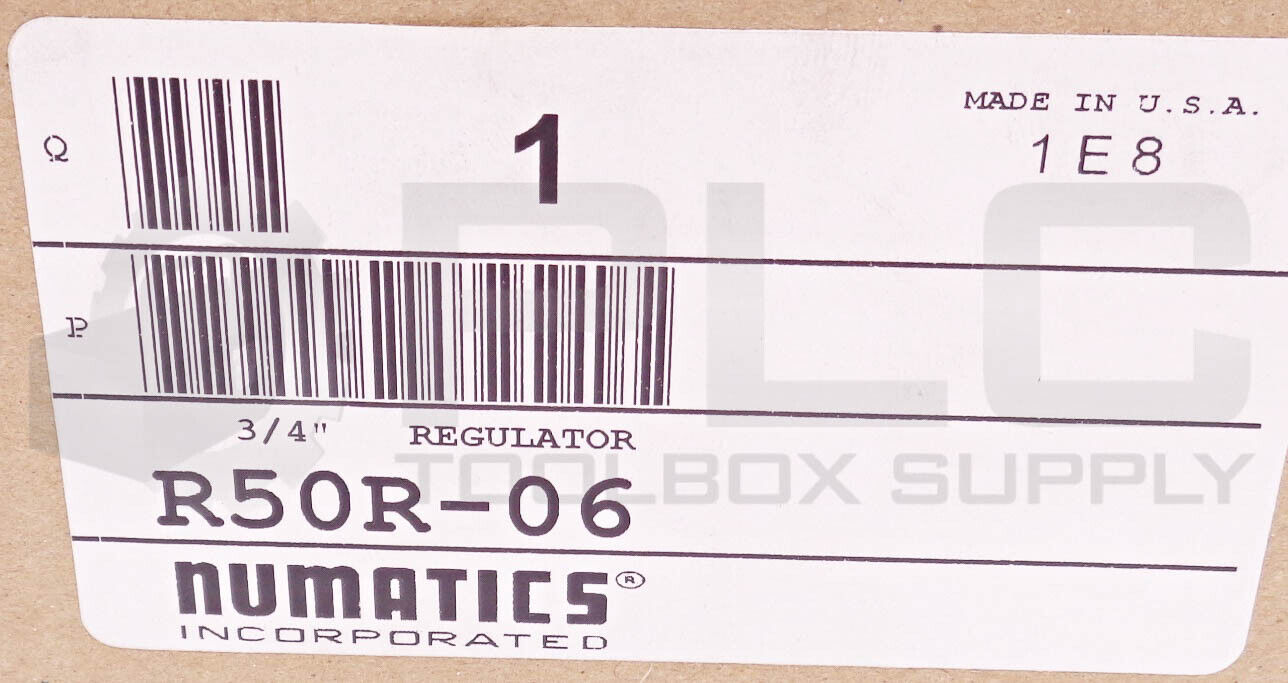 Q
1
MADE IN U.S.A.
1E8
P
3/4" REGULATOR
R50R-06
NUMATICS®
INCORPORATED
PLC
TOOLBOX SUPPLY